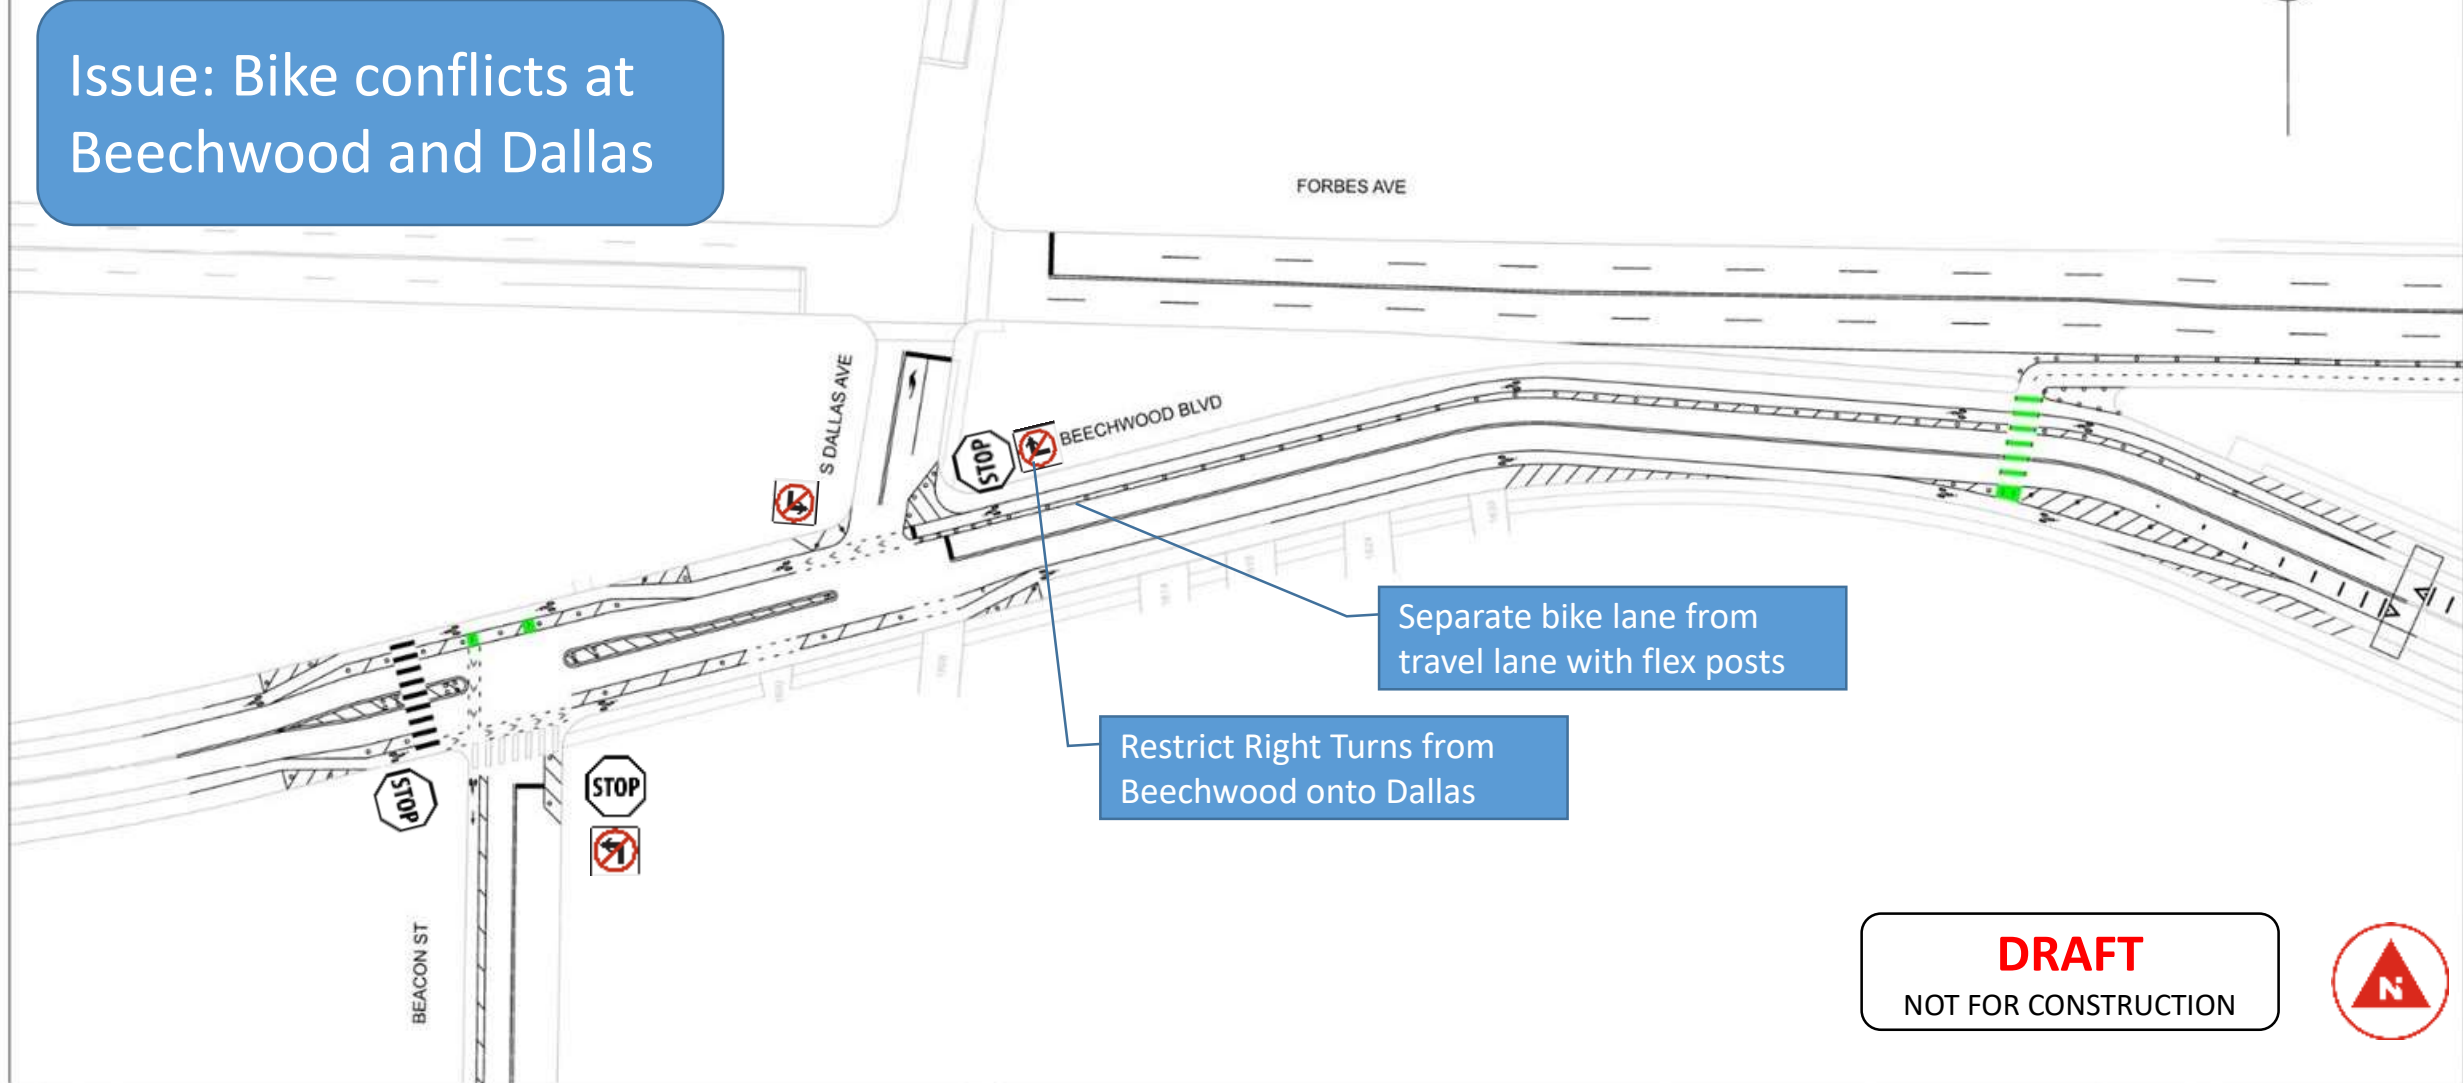 Issue: Bike conflicts at
Beechwood and Dallas
FORBES AVE
S DALLAS AVE
STOP
BEECHWOOD BLVD
Separate bike lane from
travel lane with flex posts
Restrict Right Turns from
Beechwood onto Dallas
STOP
STOP
BEACON ST
DRAFT
NOT FOR CONSTRUCTION
N